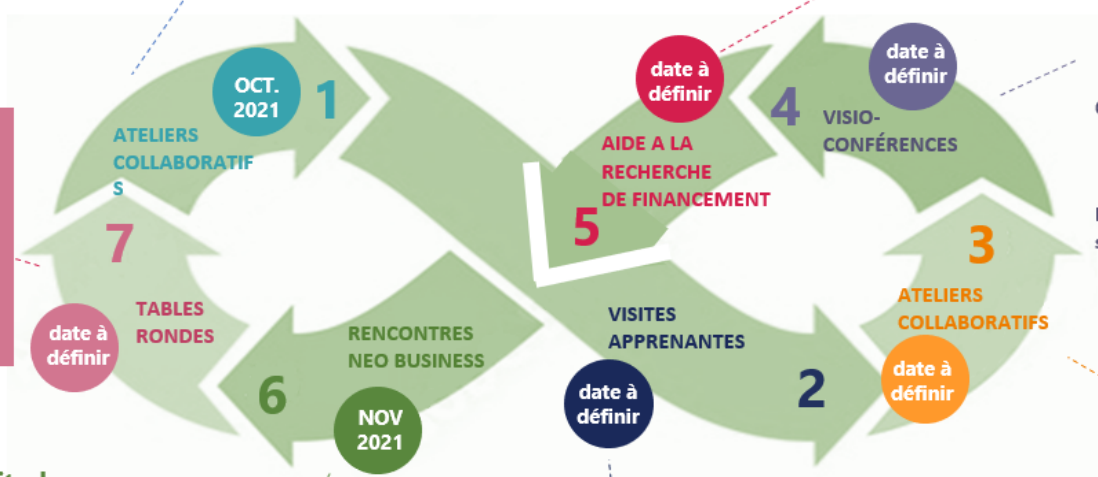 OCT.
2021
1
ATELIERS
COLLABORATIF
S
date à
définir
5
AIDE A LA
RECHERCHE
DE FINANCEMENT
date à
définir
4
VISIO-
CONFÉRENCES
7
TABLES
RONDES
date à
définir
6
RENCONTRES
NEO BUSINESS
NOV
2021
VISITES
APPRENANTES
2
date à
définir
3
ATELIERS
COLLABORATIFS
date à
définir